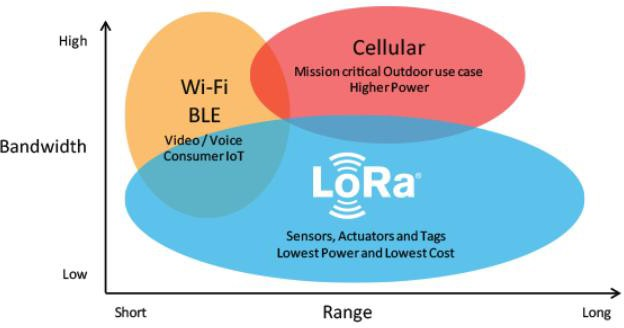 High
Cellular
Mission critical Outdoor use case
Higher Power
Wi-Fi
BLE
Video / Voice
Consumer IoT
Bandwidth
LoRa®
Sensors, Actuators and Tags
Lowest Power and Lowest Cost
Low
Short
Range
Long